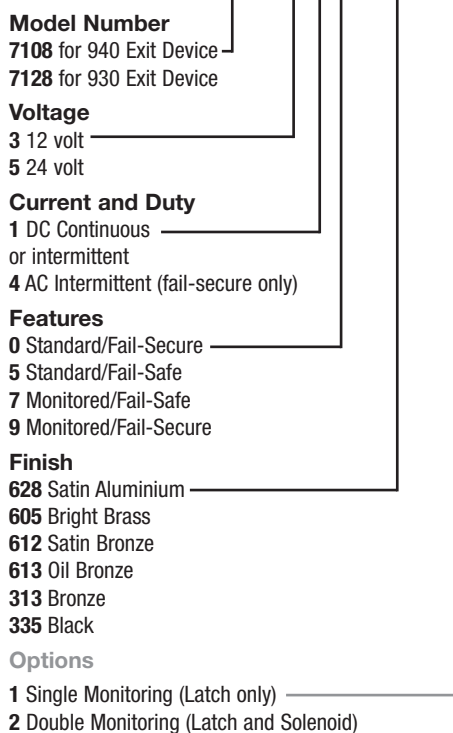 Model Number
7108 for 940 Exit Device
7128 for 930 Exit Device
Voltage
3 12 volt
5 24 volt
Current and Duty
1 DC Continuous
or intermittent
4 AC Intermittent (fail-secure only)
Features
0 Standard/Fail-Secure
5 Standard/Fail-Safe
7 Monitored/Fail-Safe
9 Monitored/Fail-Secure
Finish
628 Satin Aluminium
605 Bright Brass
612 Satin Bronze
613 Oil Bronze
313 Bronze
335 Black
Options
1 Single Monitoring (Latch only)
2 Double Monitoring (Latch and Solenoid)